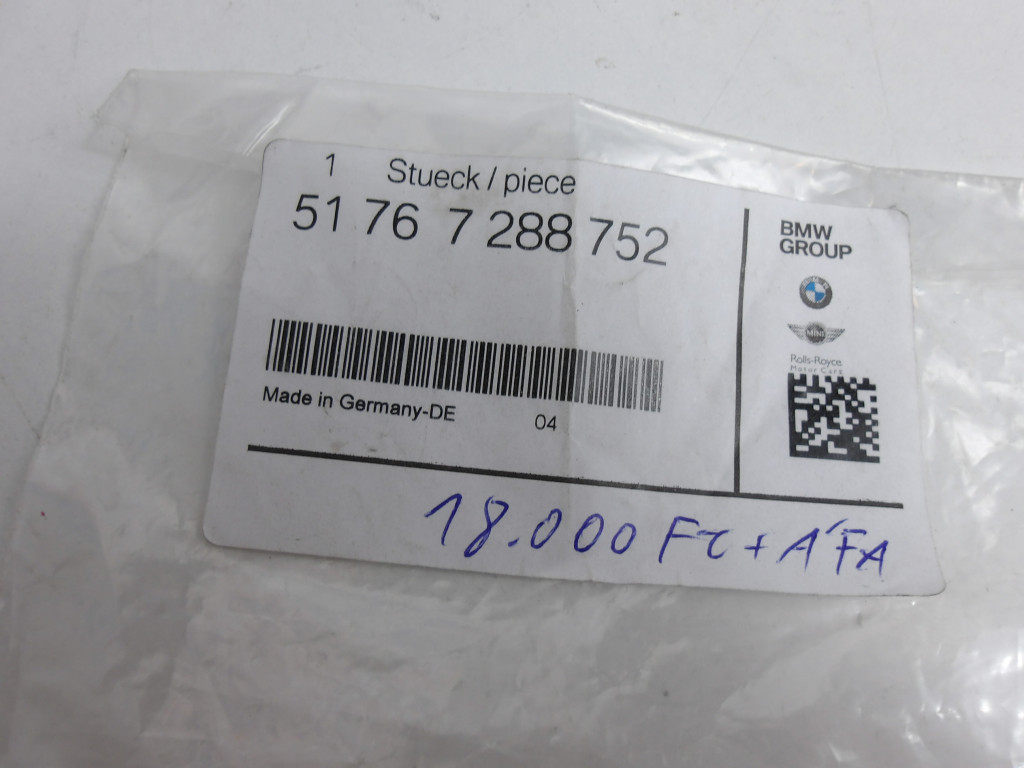 1 Stueck / piece
51 76 7 288 752
Made in Germany-DE 04
BMW
GROUP
MINI
Rolls-Royce
Motor Cars
18.000 Ft + ÁFA